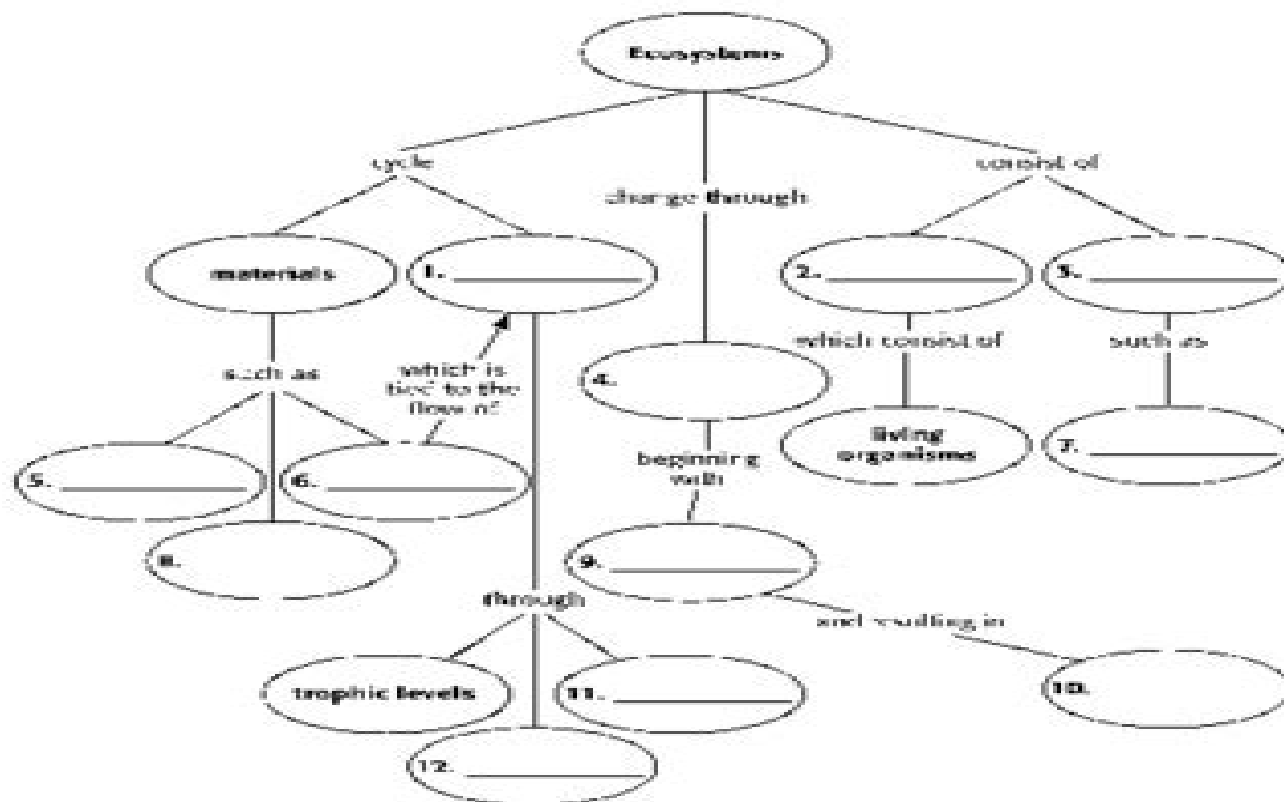 Ecosystems
cycle
consist of
change through
materials
1.
2.
3.
which consist of
such as
such as
which is
tied to the
flow of
4.
living
organisms
7.
beginning
with
5.
6.
8.
9.
through
and resulting in
trophic levels
11.
10.
12.